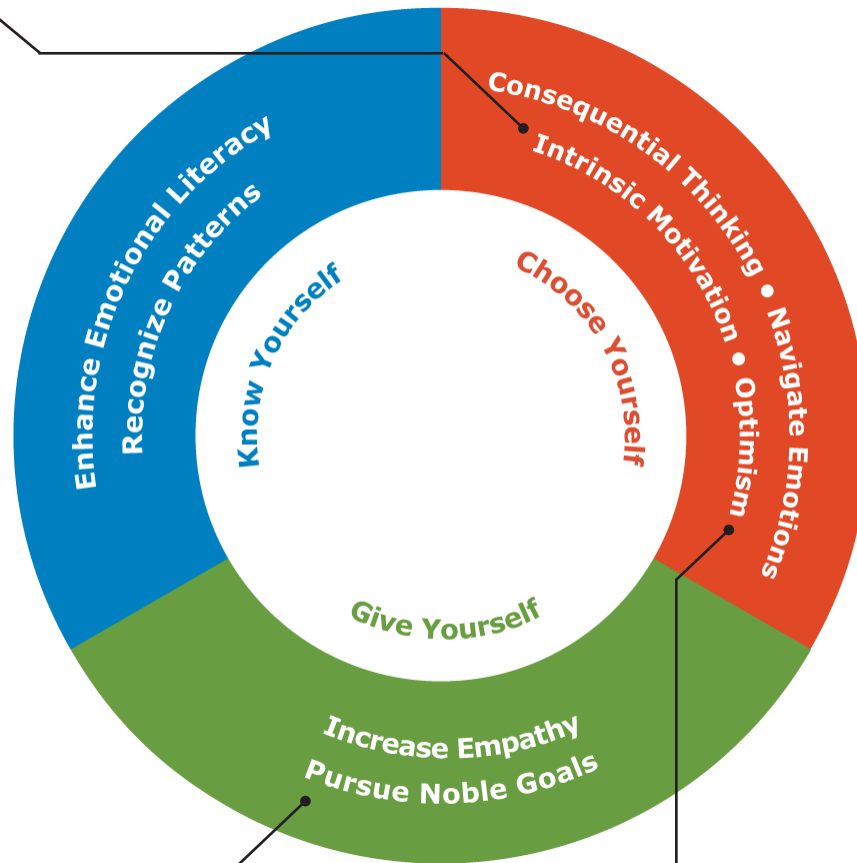 Enhance Emotional Literacy
Recognize Patterns
Know Yourself
Consequential Thinking ● Navigate Emotions
Intrinsic Motivation ● Optimism
Choose Yourself
Give Yourself
Increase Empathy
Pursue Noble Goals